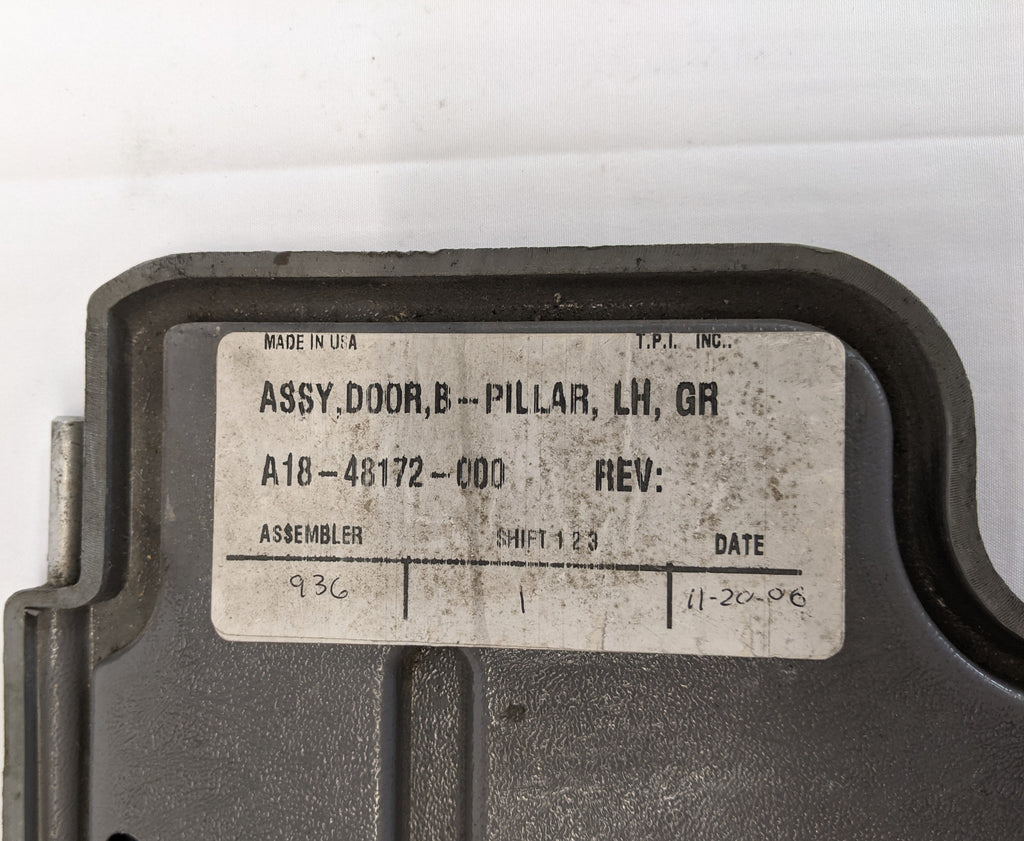 MADE IN USA T.P.I. INC..
ASSY,DOOR,B-PILLAR, LH, GR
A18-48172-000 REV:
ASSEMBLER SHIFT 1 2 3 DATE
936 1 11-20-06